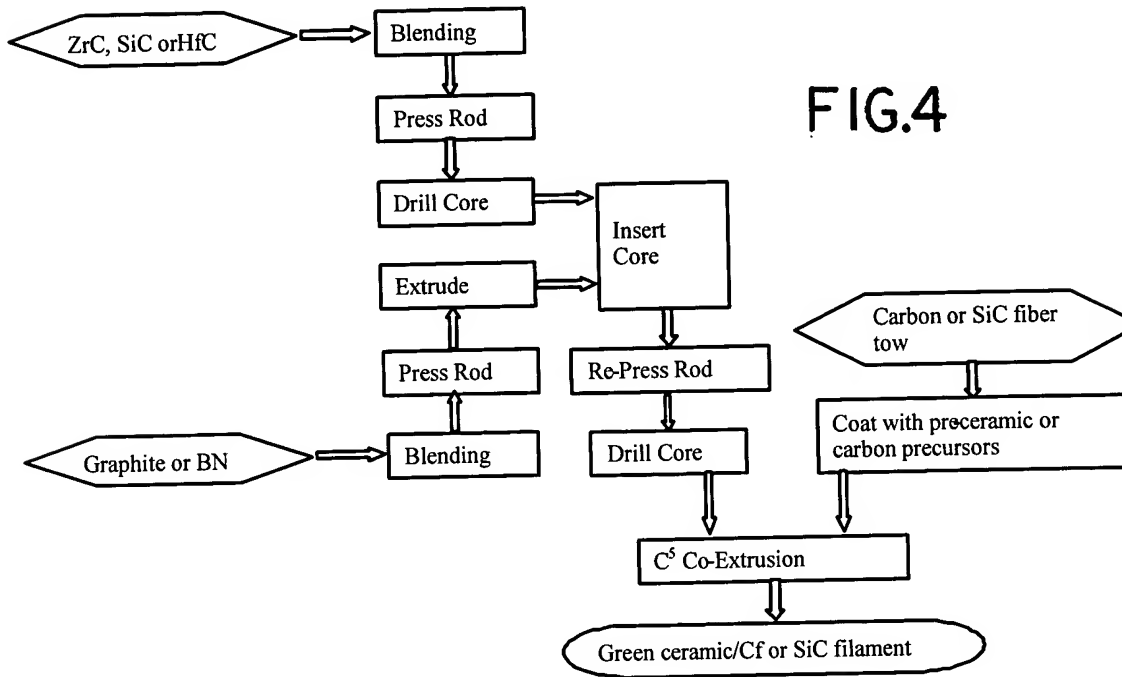 ZrC, SiC orHfC
Blending
Press Rod
FIG.4
Drill Core
Insert
Core
Extrude
Press Rod
Re-Press Rod
Carbon or SiC fiber
tow
Graphite or BN
Blending
Drill Core
Coat with preceramic or
carbon precursors
C⁵ Co-Extrusion
Green ceramic/Cf or SiC filament